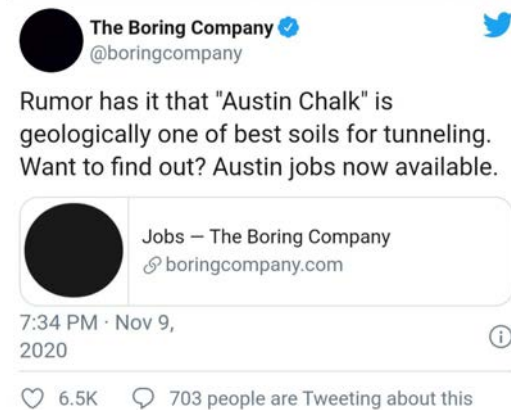 The Boring Company
@boringcompany
Rumor has it that "Austin Chalk" is
geologically one of best soils for tunneling.
Want to find out? Austin jobs now available.
Jobs — The Boring Company
boringcompany.com
7:34 PM · Nov 9,
2020
6.5K 703 people are Tweeting about this